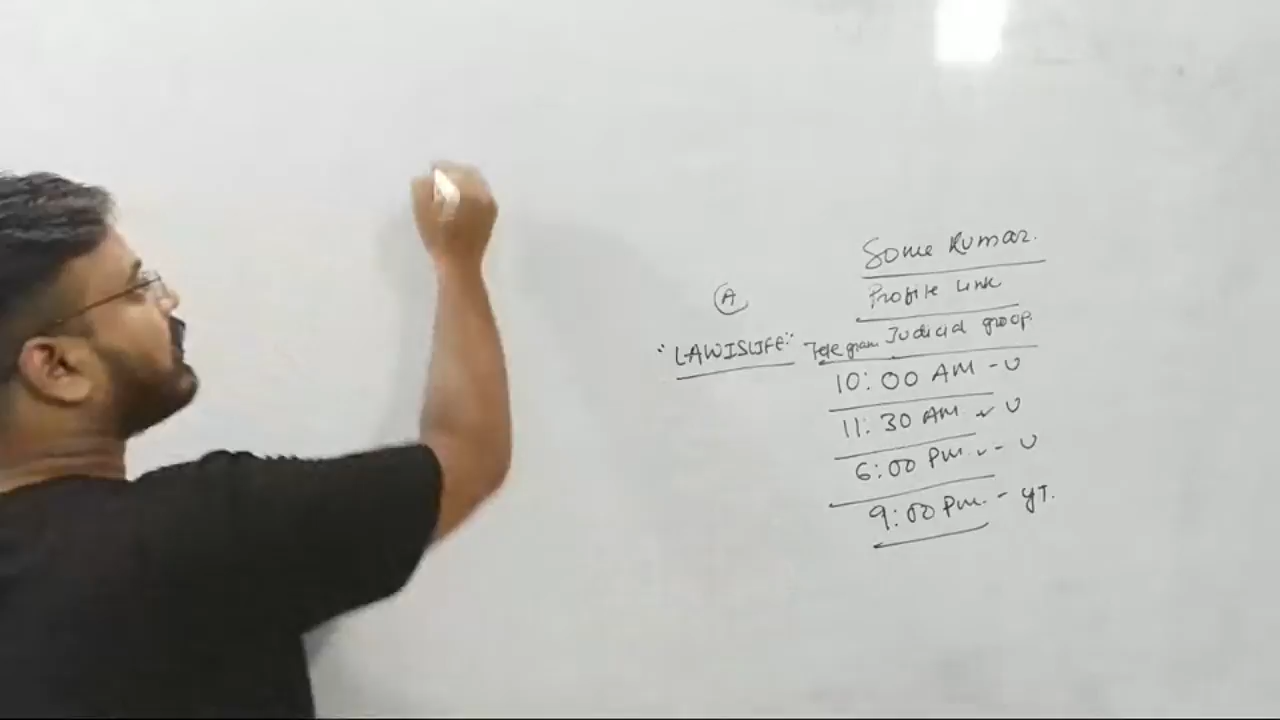 Some Kumar.
Profile Link
(A)
"LAWISLIFE" Telegram Judicial group.
10:00 AM - U
11:30 AM ✓ U
6:00 PM. ✓ - U
9:00 PM. - YT.